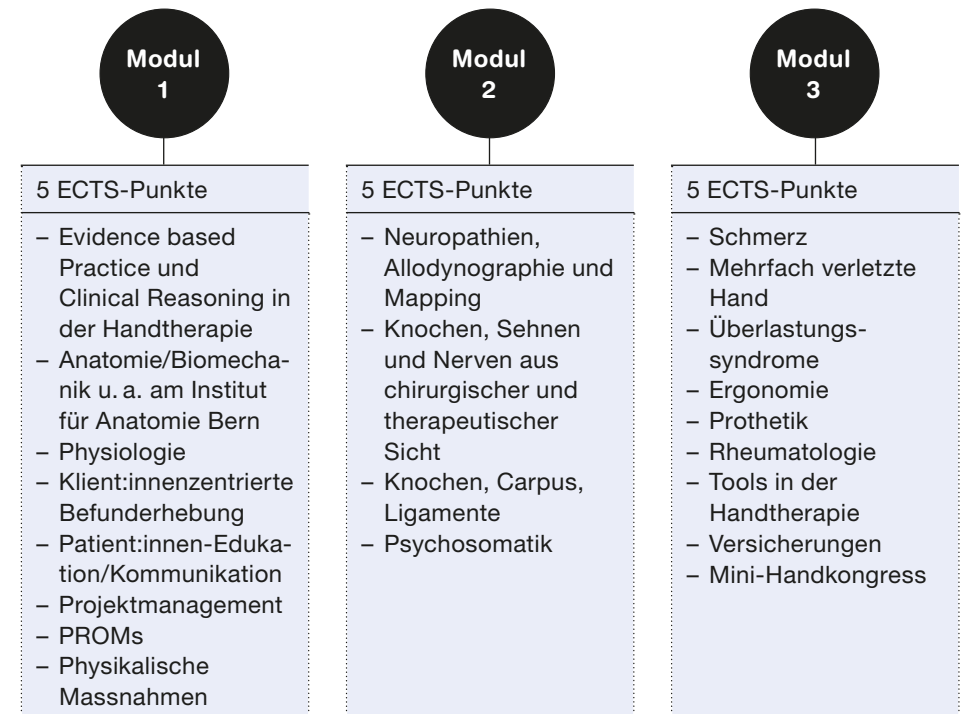 Modul
1
5 ECTS-Punkte
– Evidence based
Practice und
Clinical Reasoning in
der Handtherapie
– Anatomie/Biomecha-
nik u. a. am Institut
für Anatomie Bern
– Physiologie
– Klient:innenzentrierte
Befunderhebung
– Patient:innen-Eduka-
tion/Kommunikation
– Projektmanagement
– PROMs
– Physikalische
Massnahmen
Modul
2
5 ECTS-Punkte
– Neuropathien,
Allodynographie und
Mapping
– Knochen, Sehnen
und Nerven aus
chirurgischer und
therapeutischer
Sicht
– Knochen, Carpus,
Ligamente
– Psychosomatik
Modul
3
5 ECTS-Punkte
– Schmerz
– Mehrfach verletzte
Hand
– Überlastungs-
syndrome
– Ergonomie
– Prothetik
– Rheumatologie
– Tools in der
Handtherapie
– Versicherungen
– Mini-Handkongress